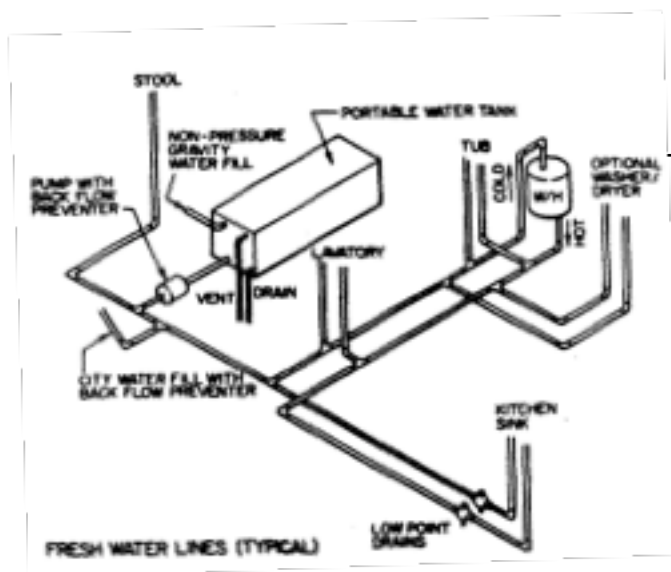 STOOL
PORTABLE WATER TANK
NON-PRESSURE
GRAVITY
WATER FILL
PUMP WITH
BACK FLOW
PREVENTER
TUB
COLD
W/H
HOT
OPTIONAL
WASHER/
DRYER
LAVATORY
VENT
DRAIN
CITY WATER FILL WITH
BACK FLOW PREVENTER
KITCHEN
SINK
LOW POINT
DRAINS
FRESH WATER LINES (TYPICAL)